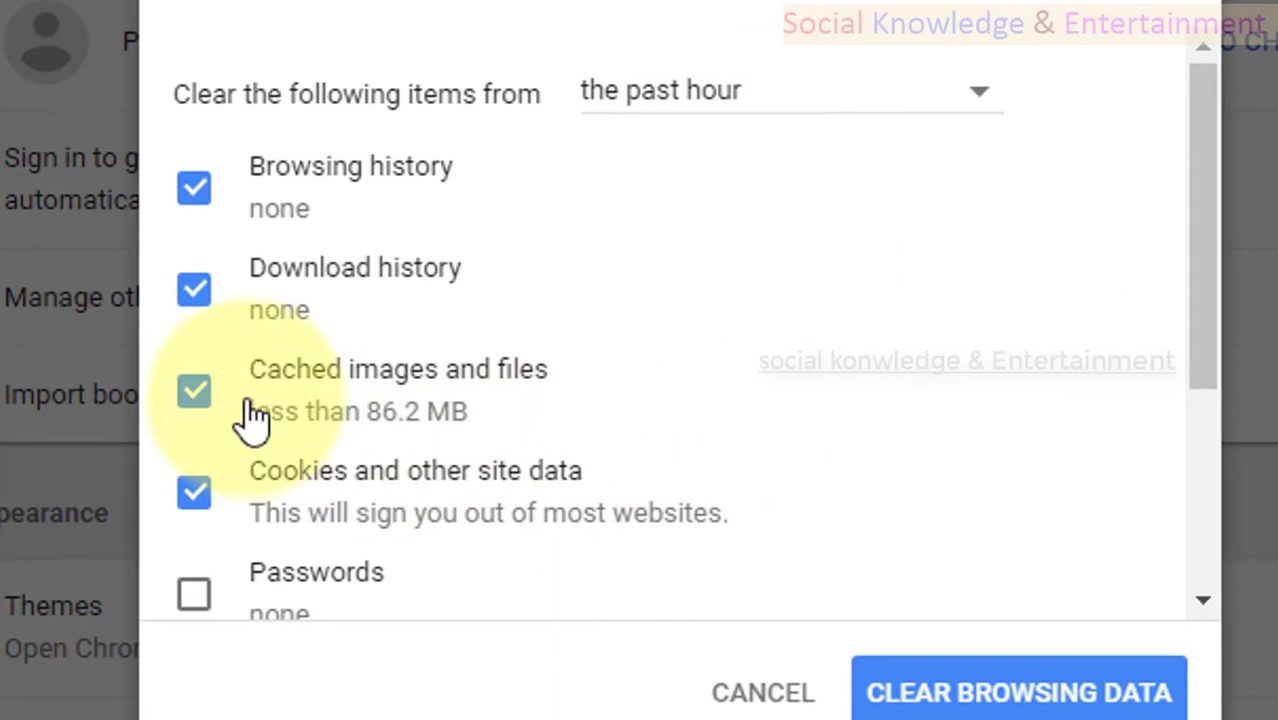 Social Knowledge & Entertainment
Clear the following items from the past hour
Sign in to g
automatica
Browsing history
none
Download history
none
Manage oth
Cached images and files
less than 86.2 MB
social konwledge & Entertainment
Import boo
Cookies and other site data
This will sign you out of most websites.
pearance
Passwords
none
Themes
Open Chror
CANCEL
CLEAR BROWSING DATA